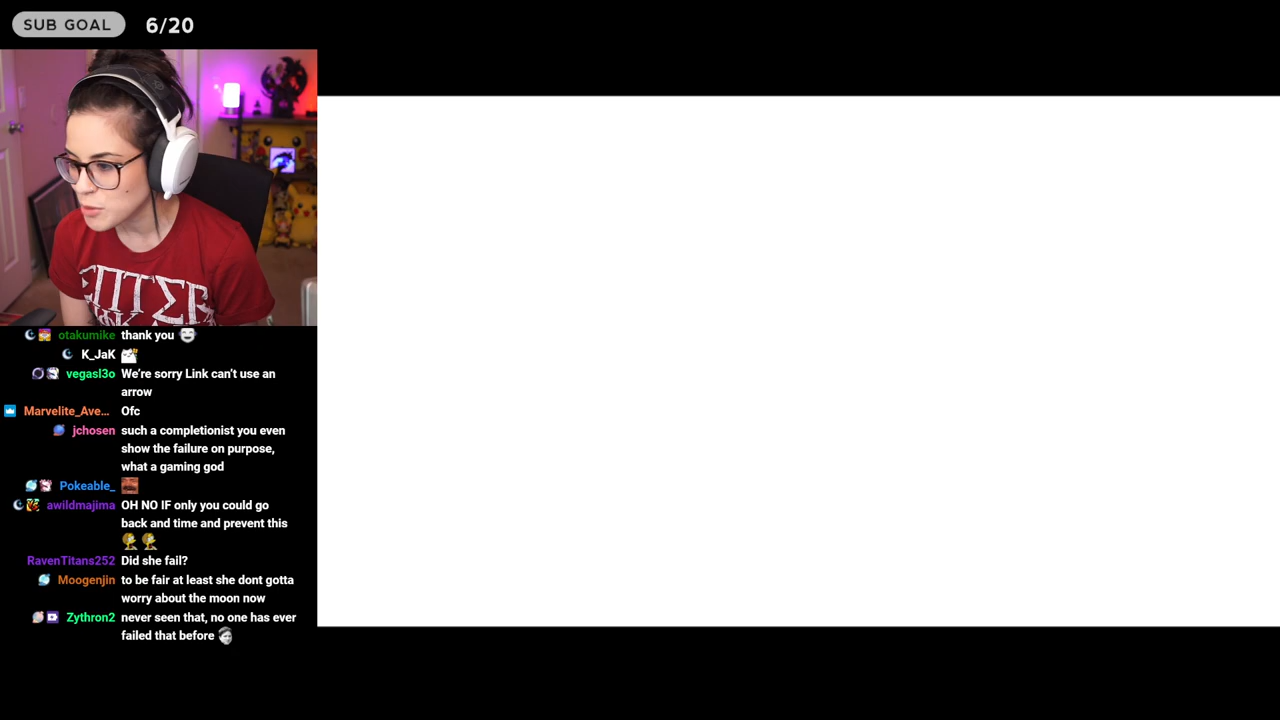 SUB GOAL 6/20
ΕΠΤΣR
otakumike thank you
K_JaK
vegasl3o We're sorry Link can't use an
arrow
Marvelite_Ave... Ofc
jchosen such a completionist you even
show the failure on purpose,
what a gaming god
Pokeable_
awildmajima OH NO IF only you could go
back and time and prevent this
RavenTitans252 Did she fail?
Moogenjin to be fair at least she dont gotta
worry about the moon now
Zythron2 never seen that, no one has ever
failed that before